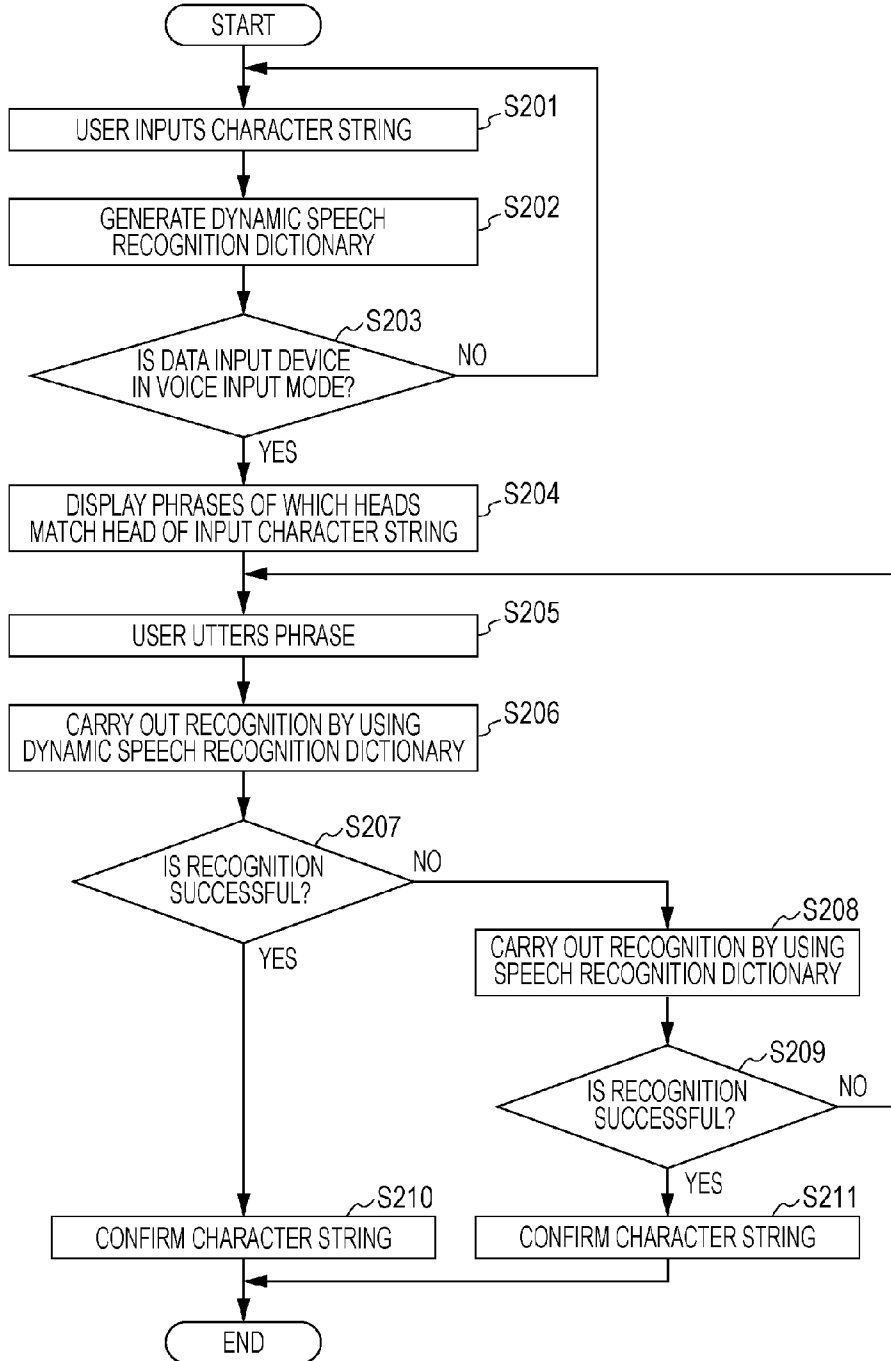 START
S201
USER INPUTS CHARACTER STRING
S202
GENERATE DYNAMIC SPEECH
RECOGNITION DICTIONARY
S203
IS DATA INPUT DEVICE
IN VOICE INPUT MODE?
NO
YES
S204
DISPLAY PHRASES OF WHICH HEADS
MATCH HEAD OF INPUT CHARACTER STRING
S205
USER UTTERS PHRASE
S206
CARRY OUT RECOGNITION BY USING
DYNAMIC SPEECH RECOGNITION DICTIONARY
S207
IS RECOGNITION
SUCCESSFUL?
NO
YES
S208
CARRY OUT RECOGNITION BY USING
SPEECH RECOGNITION DICTIONARY
S209
IS RECOGNITION
SUCCESSFUL?
NO
YES
S210
CONFIRM CHARACTER STRING
S211
CONFIRM CHARACTER STRING
END